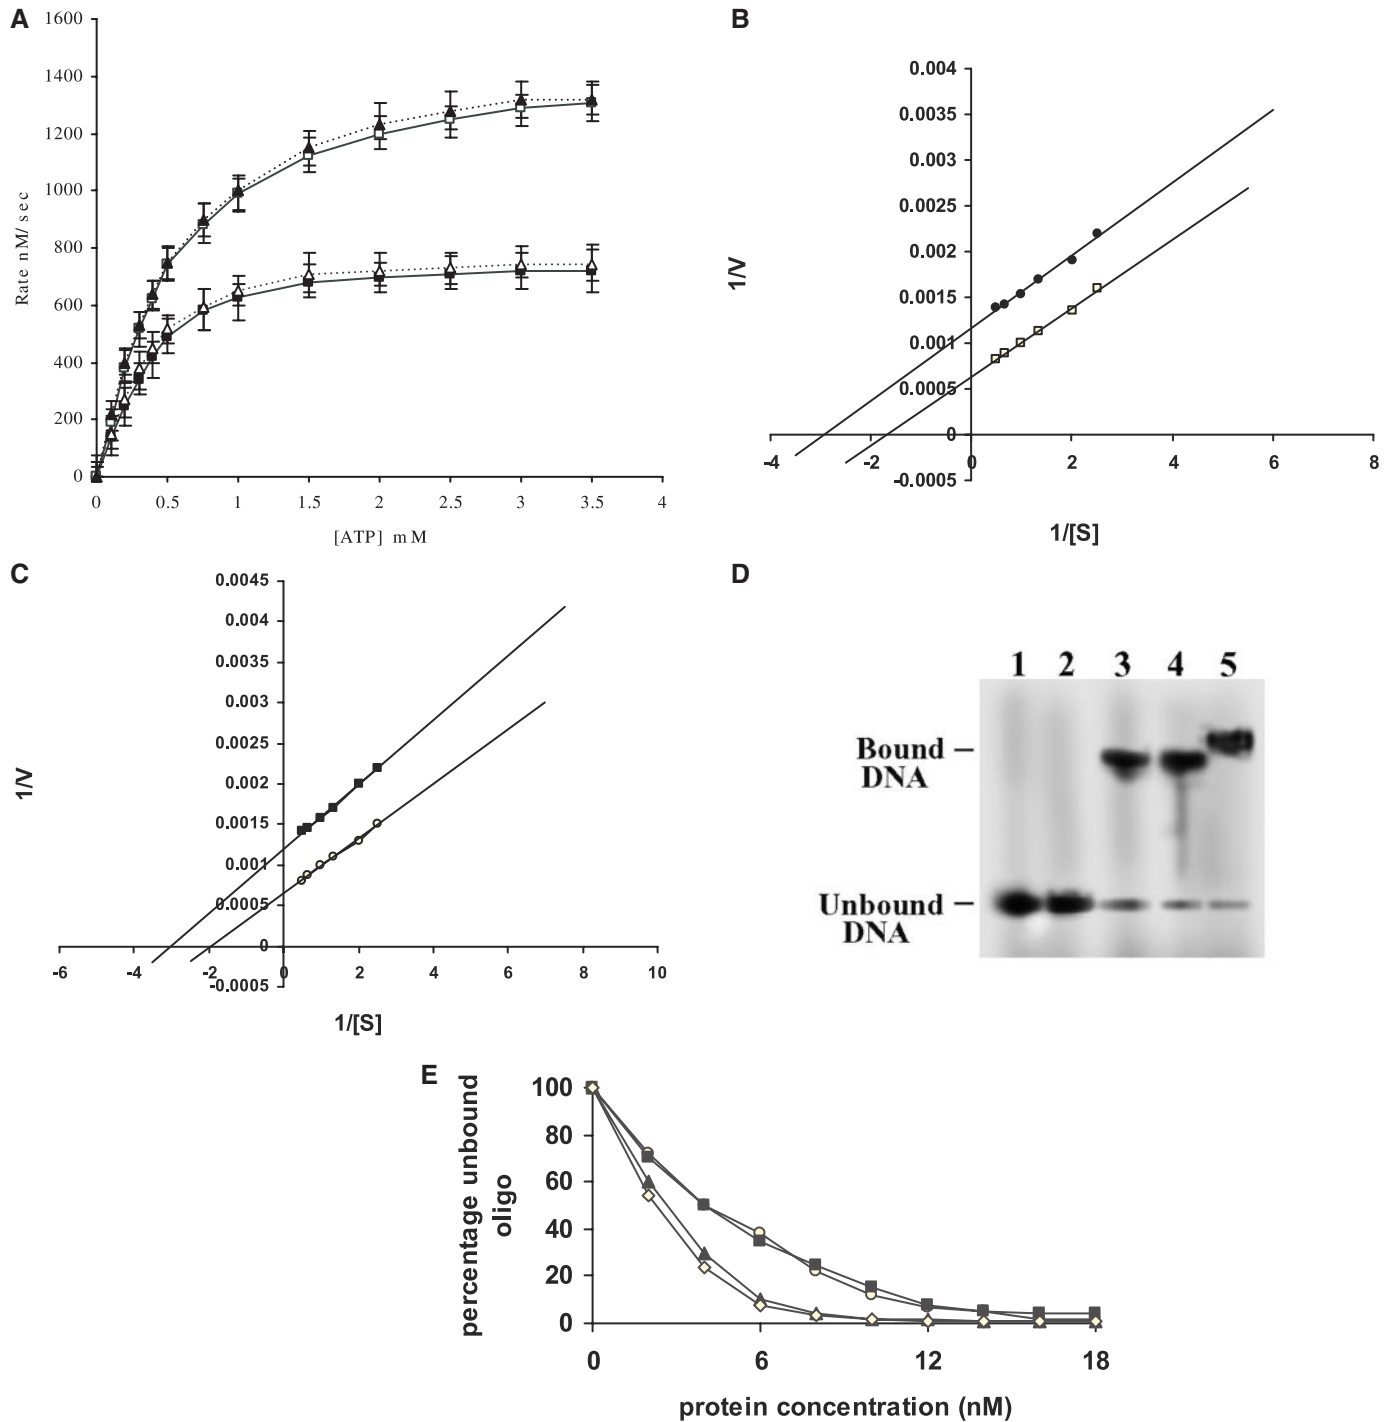 A
1600
1400
1200
1000
800
600
400
200
0
Rate nM/ sec
0 0.5 1 1.5 2 2.5 3 3.5 4
[ATP] mM
B
0.004
0.0035
0.003
0.0025
0.002
0.0015
0.001
0.0005
0
-0.0005
1/V
-4 -2 0 2 4 6 8
1/[S]
C
0.0045
0.004
0.0035
0.003
0.0025
0.002
0.0015
0.001
0.0005
0
-0.0005
1/V
-6 -4 -2 0 2 4 6 8 10
1/[S]
D
1 2 3 4 5
Bound
DNA
Unbound
DNA
E
percentage unbound
oligo
100
80
60
40
20
0
0 6 12 18
protein concentration (nM)